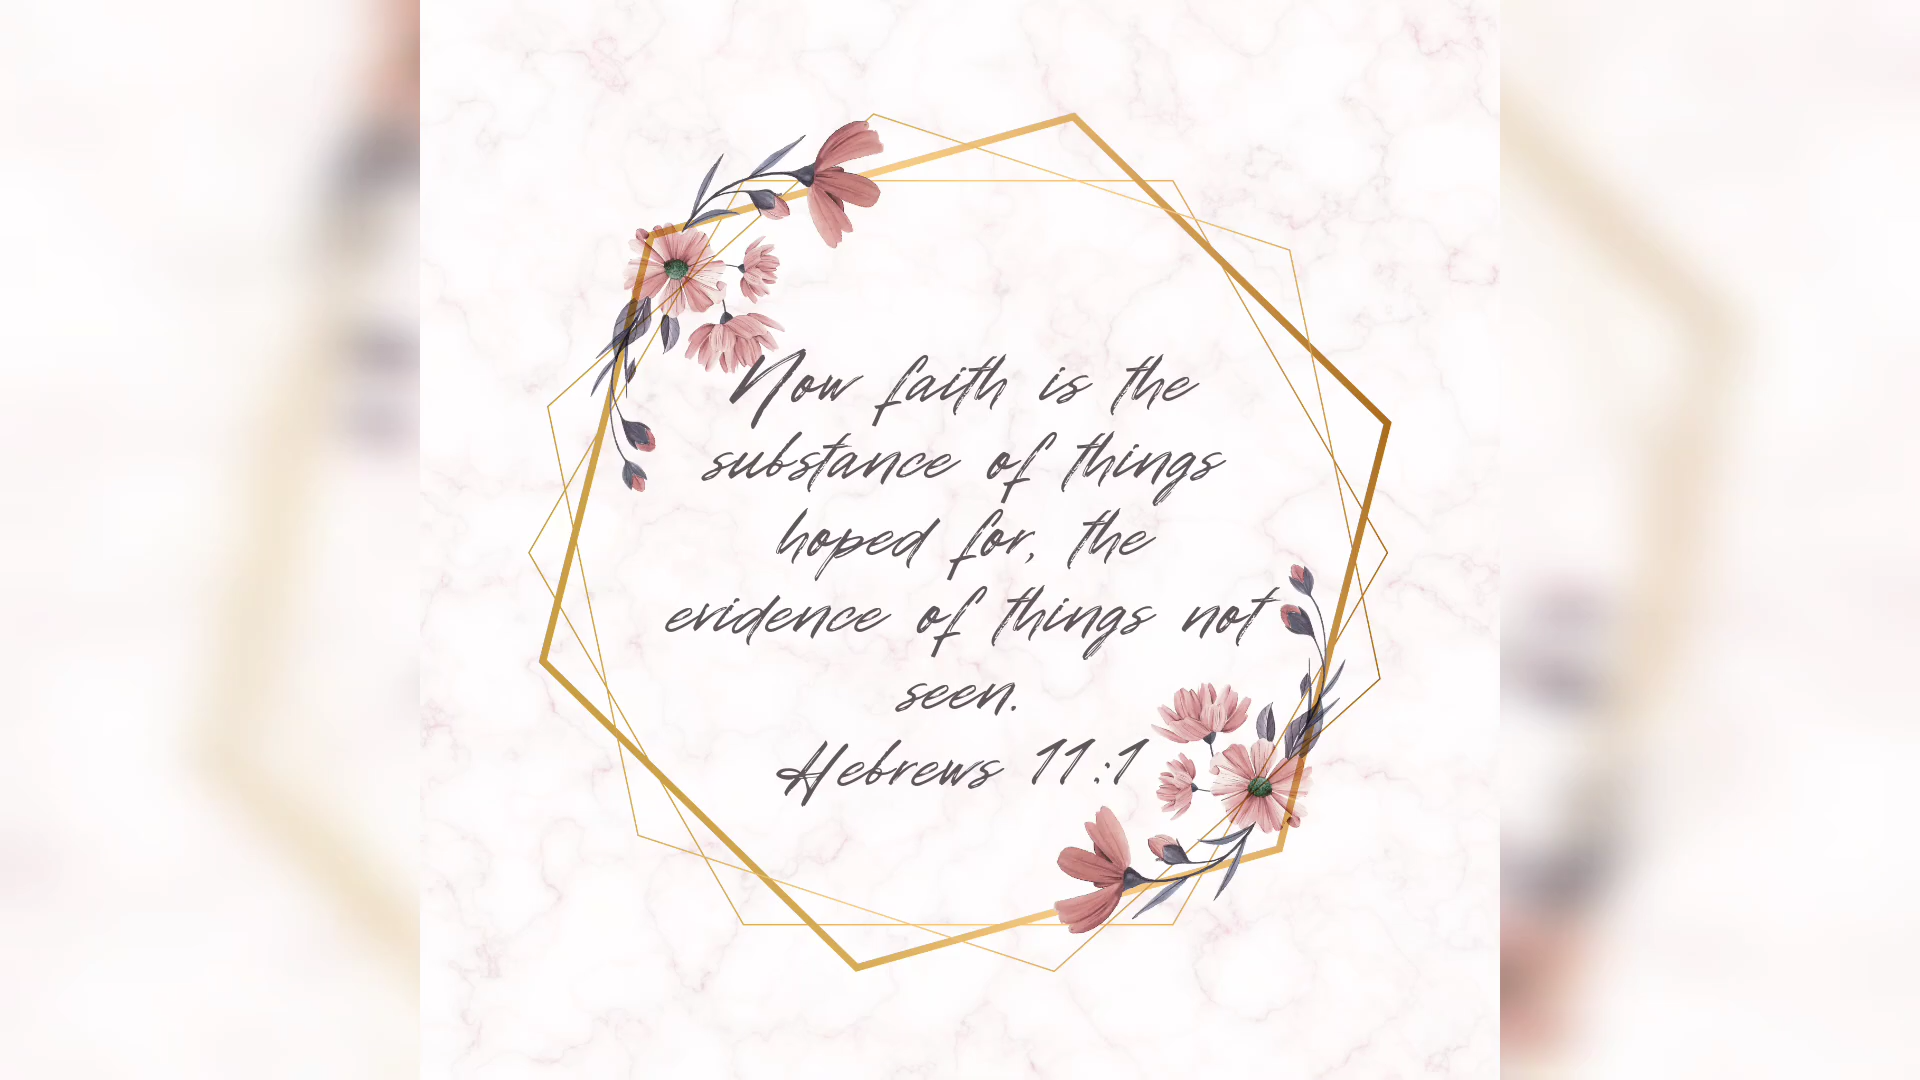 Now faith is the
substance of things
hoped for, the
evidence of things not
seen.
Hebrews 11:1